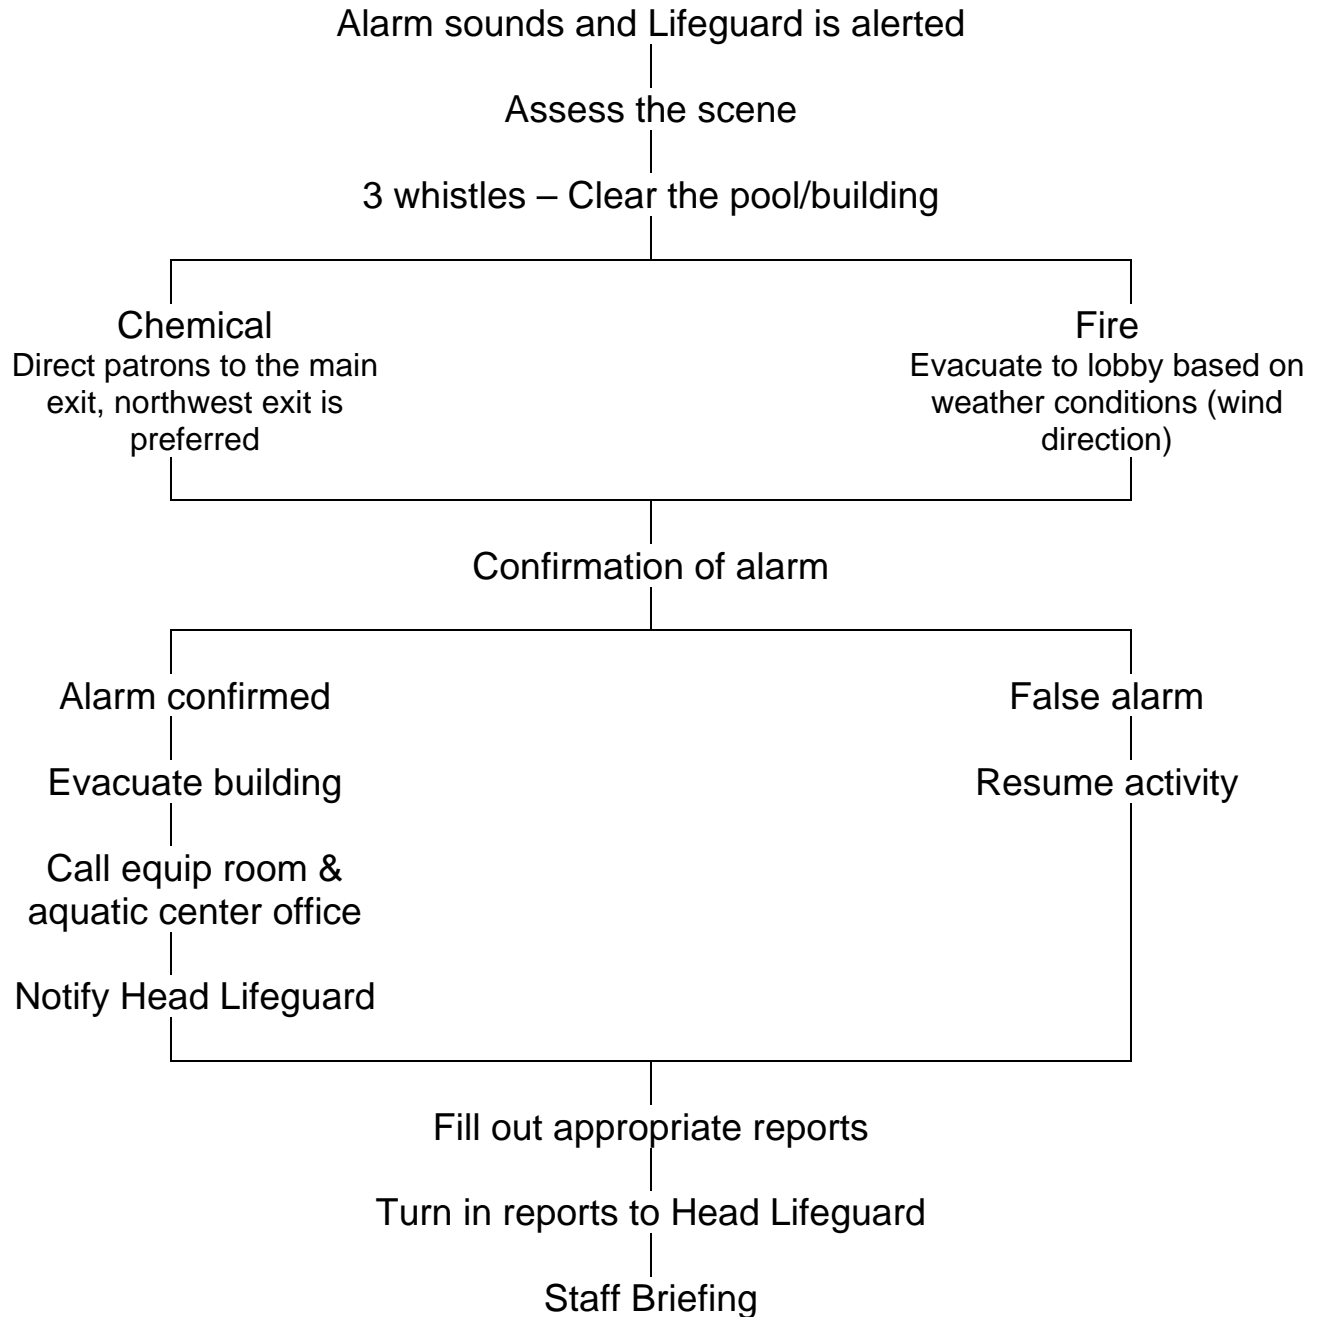 Alarm sounds and Lifeguard is alerted
Assess the scene
3 whistles – Clear the pool/building
Chemical
Direct patrons to the main
exit, northwest exit is
preferred
Fire
Evacuate to lobby based on
weather conditions (wind
direction)
Confirmation of alarm
Alarm confirmed
Evacuate building
Call equip room &
aquatic center office
Notify Head Lifeguard
False alarm
Resume activity
Fill out appropriate reports
Turn in reports to Head Lifeguard
Staff Briefing